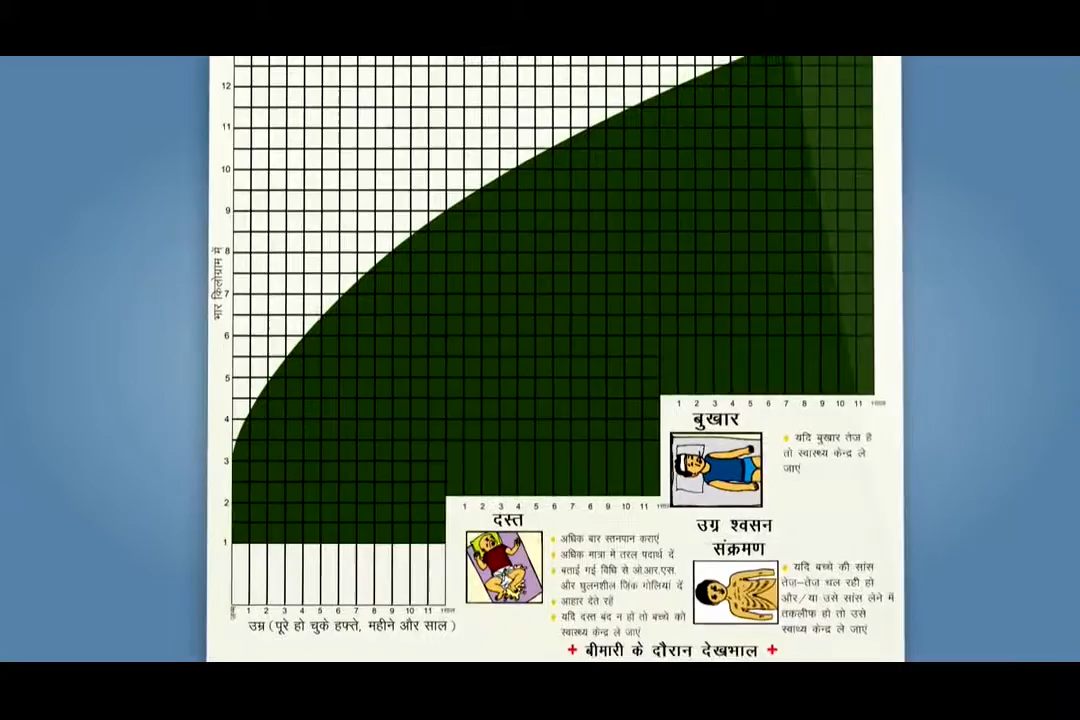 12
11
10
9
8
7
6
5
4
3
2
1
भार किलोग्राम में
1 2 3 4 5 6 7 8 9 10 11
उम्र (पूरे हो चुके हफ्ते, महीने और साल)
1 2 3 4 5 6 7 8 9 10 11
दस्त
अधिक बार स्तनपान कराएं
अधिक मात्रा मे तरल पदार्थ दें
बताई गई विधि से ओ.आर.एस.
और घुलनशील जिंक गोलियां दें
आहार देते रहें
यदि दस्त बंद न हों तो बच्चे को
स्वास्थ्य केन्द्र ले जाएं
1 2 3 4 5 6 7 8 9 10 11
बुखार
यदि बुखार तेज है
तो स्वास्थ्य केन्द्र ले
जाएं
उग्र श्वसन
संक्रमण
यदि बच्चे की सांस
तेज-तेज चल रही हो
और/या उसे सांस लेने में
तकलीफ हो तो उसे
स्वाथ्य केन्द्र ले जाएं
+ बीमारी के दौरान देखभाल +